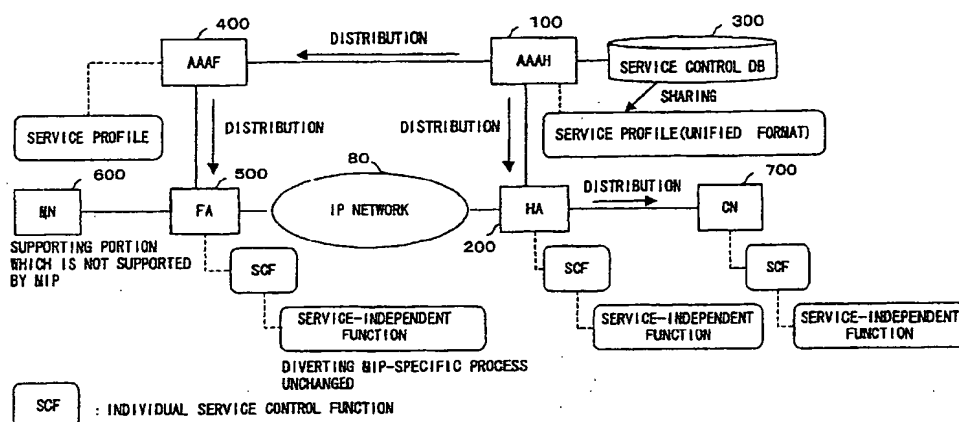 400
DISTRIBUTION
100
300
AAAF
AAAH
SERVICE CONTROL DB
SHARING
DISTRIBUTION
DISTRIBUTION
SERVICE PROFILE
SERVICE PROFILE(UNIFIED FORMAT)
600
500
80
DISTRIBUTION
700
MN
FA
IP NETWORK
HA
CN
200
SUPPORTING PORTION
WHICH IS NOT SUPPORTED
BY MIP
SCF
SCF
SCF
SERVICE-INDEPENDENT
FUNCTION
SERVICE-INDEPENDENT
FUNCTION
SERVICE-INDEPENDENT
FUNCTION
DIVERTING MIP-SPECIFIC PROCESS
UNCHANGED
SCF
: INDIVIDUAL SERVICE CONTROL FUNCTION